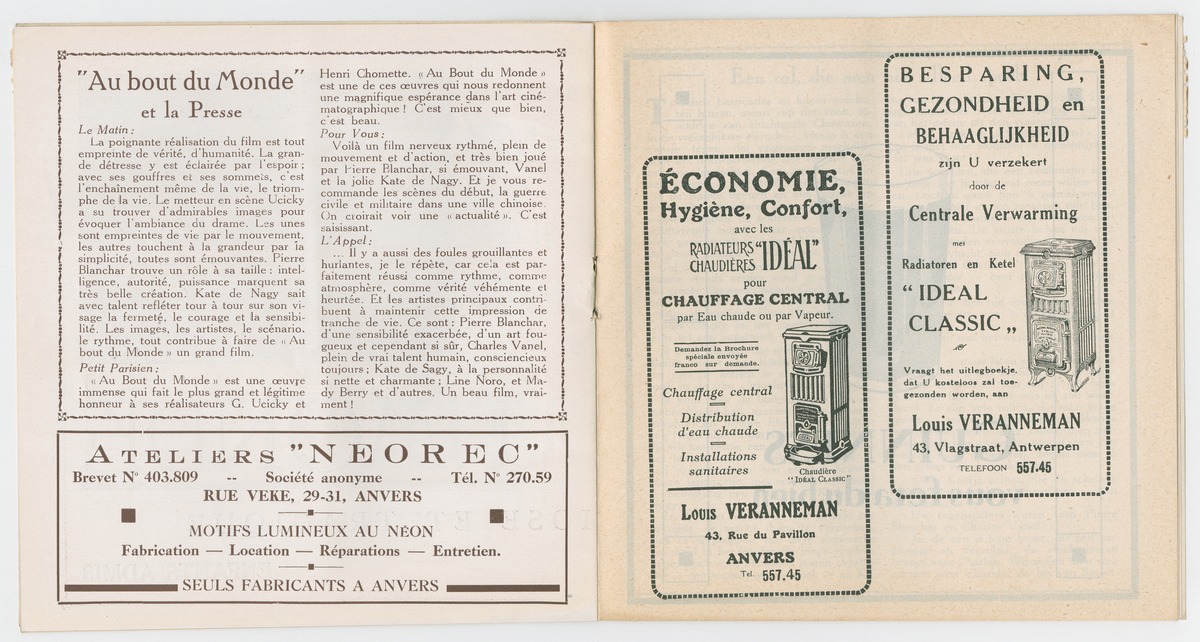 "Au bout du Monde"
et la Presse
Le Matin :
La poignante réalisation du film est tout
empreinte de vérité, d'humanité. La gran-
de détresse y est éclairée par l'espoir ;
avec ses gouffres et ses sommets, c'est
l'enchaînement même de la vie, le triom-
phe de la vie. Le metteur en scène Ucicky
a su trouver d'admirables images pour
évoquer l'ambiance du drame. Les unes
sont empreintes de vie par le mouvement,
les autres touchent à la grandeur par la
simplicité, toutes sont émouvantes. Pierre
Blanchar trouve un rôle à sa taille : intel-
ligence, autorité, puissance marquent sa
très belle création. Kate de Nagy sait
avec talent refléter tour à tour sur son vi-
sage la fermeté, le courage et la sensibi-
lité. Les images, les artistes, le scénario,
le rythme, tout contribue à faire de « Au
bout du Monde » un grand film.
Petit Parisien :
« Au Bout du Monde » est une œuvre
immense qui fait le plus grand et légitime
honneur à ses réalisateurs G. Ucicky et
Henri Chomette. « Au Bout du Monde »
est une de ces œuvres qui nous redonnent
une magnifique espérance dans l'art ciné-
matographique ! C'est mieux que bien,
c'est beau.
Pour Vous :
Voilà un film nerveux rythmé, plein de
mouvement et d'action, et très bien joué
par Pierre Blanchar, si émouvant, Vanel
et la jolie Kate de Nagy. Et je vous re-
commande les scènes du début, la guerre
civile et militaire dans une ville chinoise.
On croirait voir une « actualité ». C'est
saisissant.
L'Appel :
... Il y a aussi des foules grouillantes et
hurlantes, je le répète, car cela est par-
faitement réussi comme rythme, comme
atmosphère, comme vérité véhémente et
heurtée. Et les artistes principaux contri-
buent à maintenir cette impression de
tranche de vie. Ce sont : Pierre Blanchar,
d'une sensibilité exacerbée, d'un art fou-
gueux et cependant si sûr, Charles Vanel,
plein de vrai talent humain, consciencieux
toujours ; Kate de Sagy, à la personnalité
si nette et charmante ; Line Noro, et Ma-
dy Berry et d'autres. Un beau film, vrai-
ment !
ATELIERS "NEOREC"
Brevet N° 403.809 -- Société anonyme -- Tél. N° 270.59
RUE VEKE, 29-31, ANVERS
MOTIFS LUMINEUX AU NÉON
Fabrication — Location — Réparations — Entretien.
SEULS FABRICANTS A ANVERS
ÉCONOMIE,
Hygiène, Confort,
avec les
RADIATEURS
CHAUDIÈRES "IDÉAL"
pour
CHAUFFAGE CENTRAL
par Eau chaude ou par Vapeur.
Demandez la Brochure
spéciale envoyée
franco sur demande.
Chauffage central
Distribution
d'eau chaude
Installations
sanitaires
Chaudière
"IDÉAL CLASSIC"
LOUIS VERANNEMAN
43, Rue du Pavillon
ANVERS
Tel. 557.45
BESPARING,
GEZONDHEID en
BEHAAGLIJKHEID
zijn U verzekert
door de
Centrale Verwarming
met
Radiatoren en Ketel
"IDEAL
CLASSIC „
Vraagt het uitlegboekje,
dat U kosteloos zal toe-
gezonden worden, aan
Louis VERANNEMAN
43, Vlagstraat, Antwerpen
TELEFOON 557.45